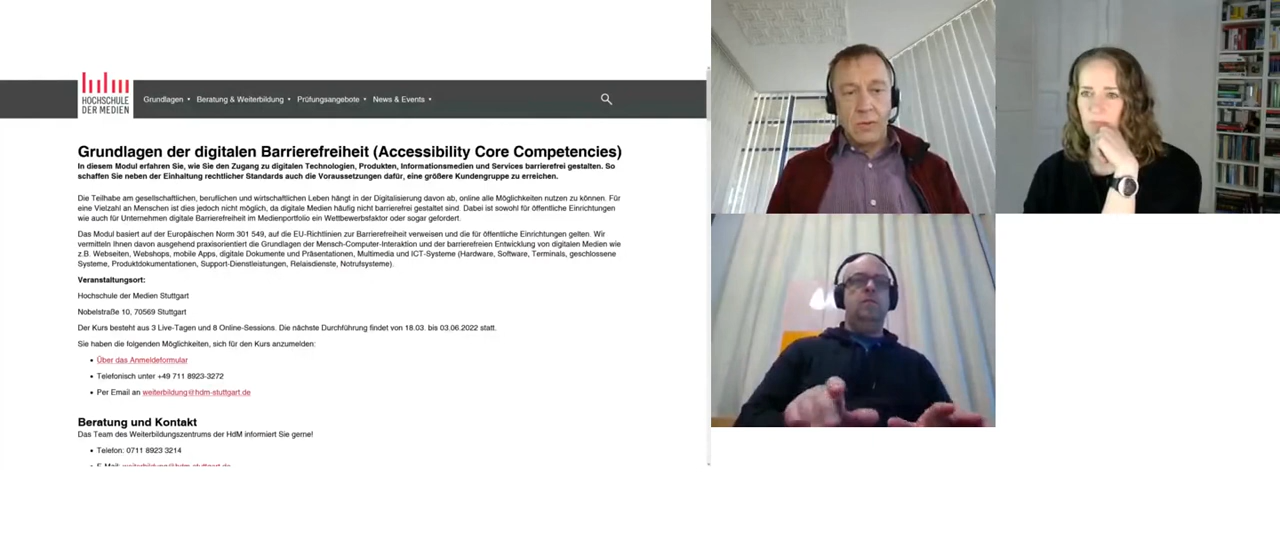 HOCHSCHULE
DER MEDIEN
Grundlagen Beratung & Weiterbildung Prüfungsangebote News & Events
Grundlagen der digitalen Barrierefreiheit (Accessibility Core Competencies)
In diesem Modul erfahren Sie, wie Sie den Zugang zu digitalen Technologien, Produkten, Informationsmedien und Services barrierefrei gestalten. So
schaffen Sie neben der Einhaltung rechtlicher Standards auch die Voraussetzungen dafür, eine größere Kundengruppe zu erreichen.
Die Teilhabe am gesellschaftlichen, beruflichen und wirtschaftlichen Leben hängt in der Digitalisierung davon ab, online alle Möglichkeiten nutzen zu können. Für
eine Vielzahl an Menschen ist dies jedoch nicht möglich, da digitale Medien häufig nicht barrierefrei gestaltet sind. Dabei ist sowohl für öffentliche Einrichtungen
wie auch für Unternehmen digitale Barrierefreiheit im Medienportfolio ein Wettbewerbsfaktor oder sogar gefordert.
Das Modul basiert auf der Europäischen Norm 301 549, auf die EU-Richtlinien zur Barrierefreiheit verweisen und die für öffentliche Einrichtungen gelten. Wir
vermitteln Ihnen davon ausgehend praxisorientiert die Grundlagen der Mensch-Computer-Interaktion und der barrierefreien Entwicklung von digitalen Medien wie
z.B. Webseiten, Webshops, mobile Apps, digitale Dokumente und Präsentationen, Multimedia und ICT-Systeme (Hardware, Software, Terminals, geschlossene
Systeme, Produktdokumentationen, Support-Dienstleistungen, Relaisdienste, Notrufsysteme).
Veranstaltungsort:
Hochschule der Medien Stuttgart
Nobelstraße 10, 70569 Stuttgart
Der Kurs besteht aus 3 Live-Tagen und 8 Online-Sessions. Die nächste Durchführung findet von 18.03. bis 03.06.2022 statt.
Sie haben die folgenden Möglichkeiten, sich für den Kurs anzumelden:
• Über das Anmeldeformular
• Telefonisch unter +49 711 8923-3272
• Per Email an weiterbildung@hdm-stuttgart.de
Beratung und Kontakt
Das Team des Weiterbildungszentrums der HdM informiert Sie gerne!
• Telefon: 0711 8923 3214
• E-Mail: weiterbildung@hdm-stuttgart.de